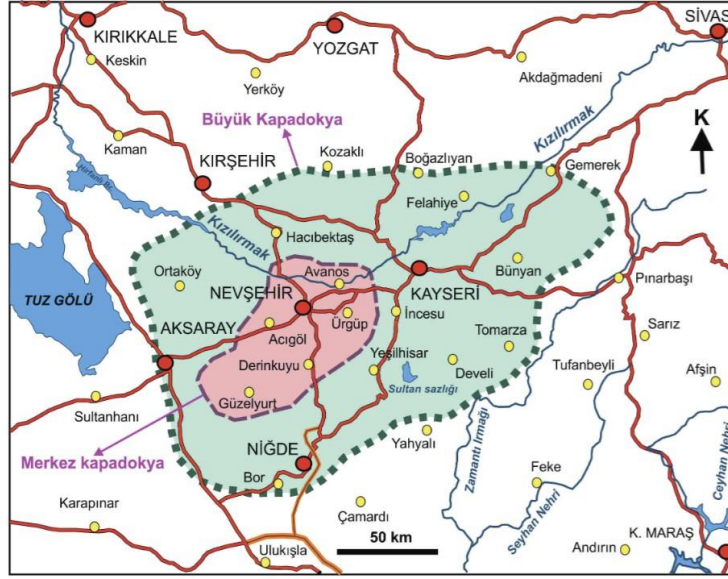 SİVAS
KIRIKKALE
YOZGAT
Keskin
Yerköy
Akdağmadeni
Büyük Kapadokya
Kızılırmak
K
Kaman
KIRŞEHİR
Kozaklı
Boğazlıyan
Gemerek
Felahiye
Kızılırmak
Hacıbektaş
Ortaköy
Avanos
Bünyan
Pınarbaşı
TUZ GÖLÜ
NEVŞEHİR
KAYSERİ
AKSARAY
Ürgüp
İncesu
Acıgöl
Tomarza
Sarız
Yeşilhisar
Derinkuyu
Develi
Tufanbeyli
Afşin
Sultan sazlığı
Sultanhanı
Güzelyurt
Merkez kapadokya
NİĞDE
Yahyalı
Zamantı Irmağı
Bor
Feke
Ceyhan Nehri
Seyhan Nehri
Karapınar
Çamardı
50 km
K. MARAŞ
Andırın
Ulukışla